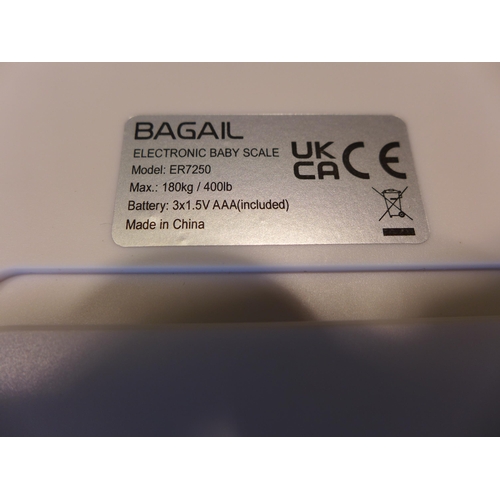 BAGAIL
ELECTRONIC BABY SCALE
Model: ER7250
Max.: 180kg / 400lb
Battery: 3x1.5V AAA(included)
Made in China
UK
CA
CE